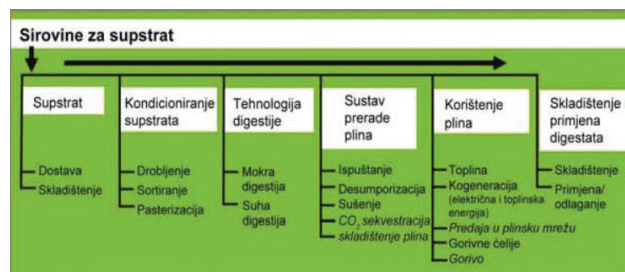 Sirovine za supstrat
Supstrat
Dostava
Skladištenje
Kondicioniranje
supstrata
Drobljenje
Sortiranje
Pasterizacija
Tehnologija
digestije
Mokra
digestija
Suha
digestija
Sustav
prerade
plina
Ispuštanje
Desumporizacija
Sušenje
CO₂ sekvestracija
skladištenje plina
Korištenje
plina
Toplina
Kogeneracija
(električna i toplinska
energija)
Predaja u plinsku mrežu
Gorivne ćelije
Gorivo
Skladištenje i
primjena
digestata
Skladištenje
Primjena/
odlaganje